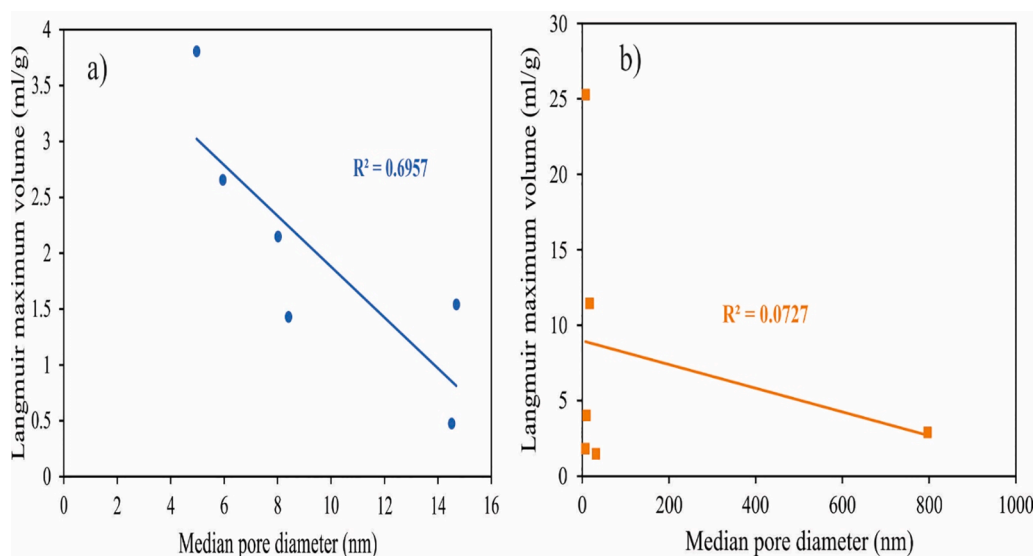 a)
Langmuir maximum volume (ml/g)
4
3.5
3
2.5
2
1.5
1
0.5
0
R² = 0.6957
0 2 4 6 8 10 12 14 16
Median pore diameter (nm)
b)
Langmuir maximum volume (ml/g)
30
25
20
15
10
5
0
R² = 0.0727
0 200 400 600 800 1000
Median pore diameter (nm)